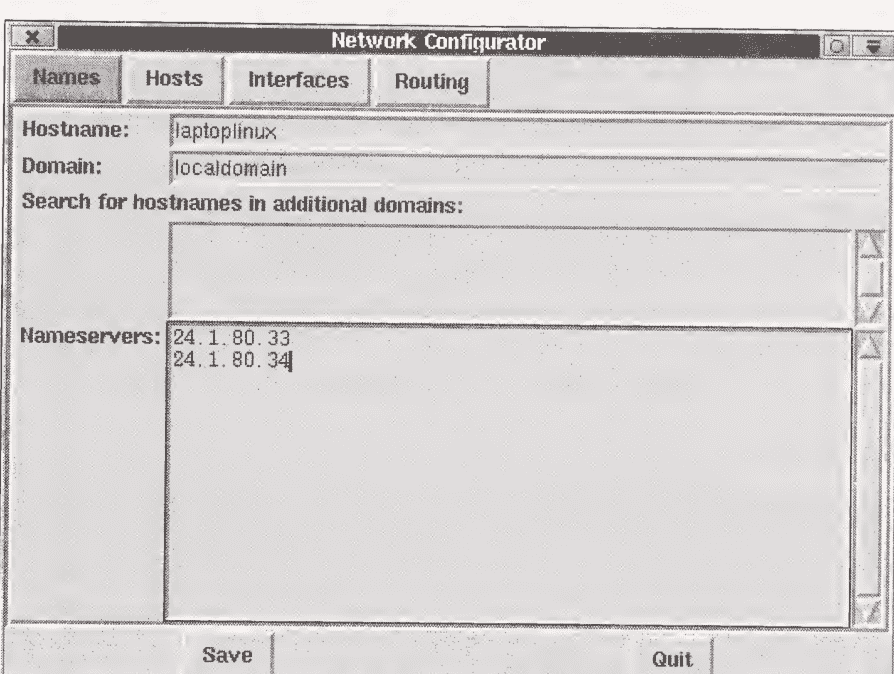 Network Configurator
Names Hosts Interfaces Routing
Hostname: laptoplinux
Domain: localdomain
Search for hostnames in additional domains:
Nameservers: 24.1.80.33
24.1.80.34
Save Quit